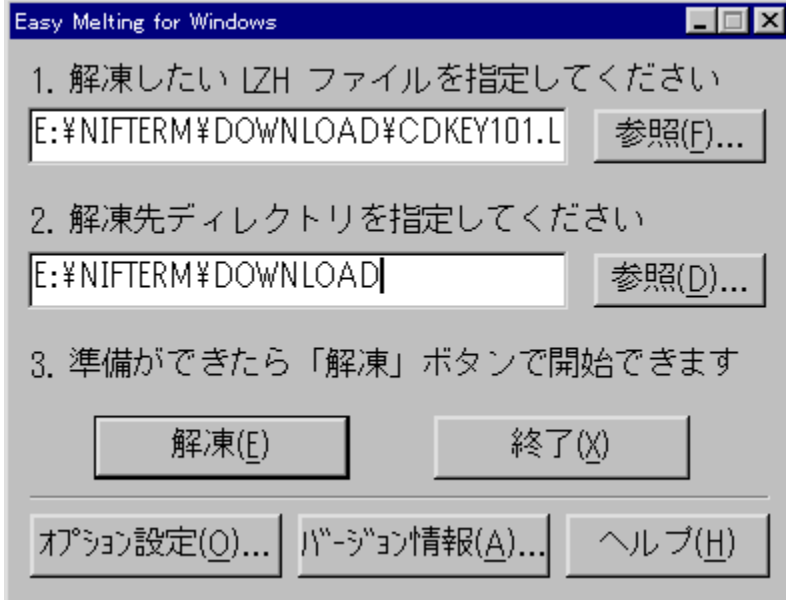 Easy Melting for Windows
1. 解凍したい LZH ファイルを指定してください
E:¥NIFTERM¥DOWNLOAD¥CDKEY101.L 参照(F)...
2. 解凍先ディレクトリを指定してください
E:¥NIFTERM¥DOWNLOAD 参照(D)...
3. 準備ができたら「解凍」ボタンで開始できます
解凍(E) 終了(X)
ｵﾌﾟｼｮﾝ設定(O)... ﾊﾞｰｼﾞｮﾝ情報(A)... ヘルプ(H)